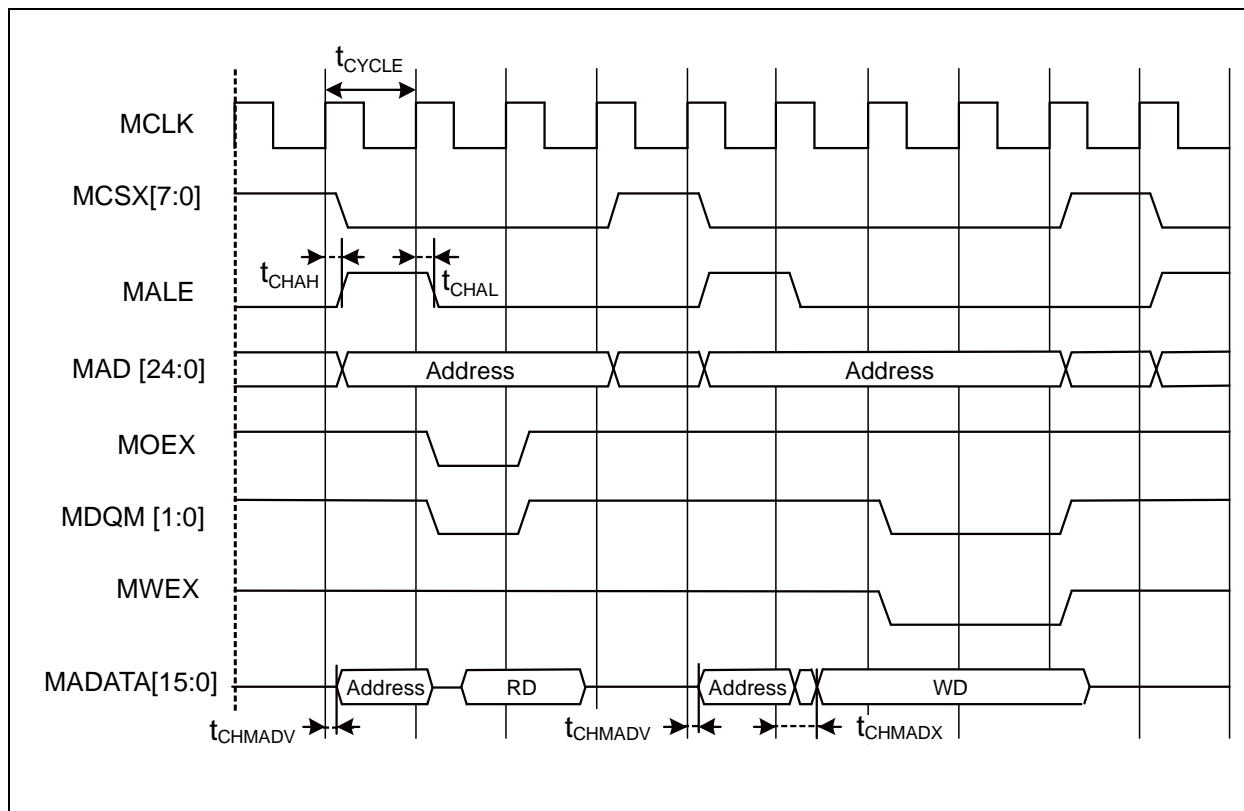 tCYCLE
MCLK
MCSX[7:0]
tCHAH
tCHAL
MALE
MAD [24:0]
Address
Address
MOEX
MDQM [1:0]
MWEX
MADATA[15:0]
Address
RD
Address
WD
tCHMADV
tCHMADV
tCHMADX